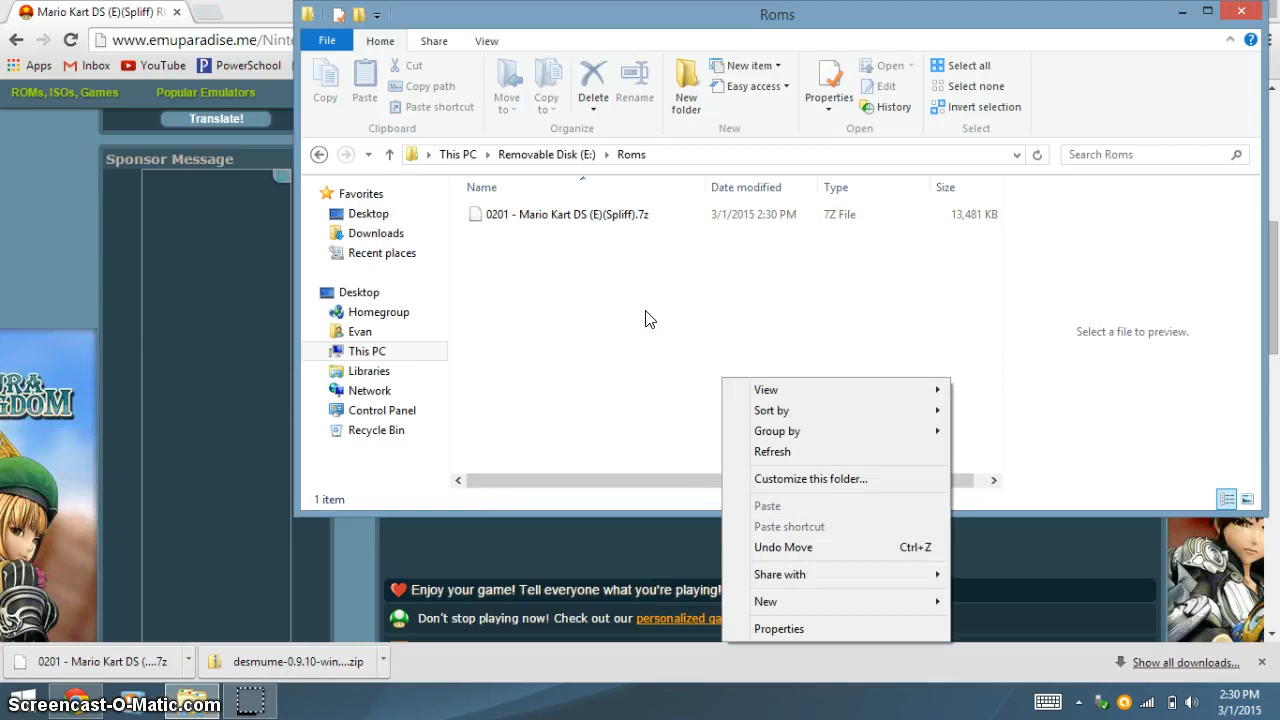 Mario Kart DS (E)(Spliff) R
Roms
www.emuparadise.me/Nint
File
Home
Share
View
Apps
Inbox
YouTube
PowerSchool
ROMs, ISOs, Games
Popular Emulators
Translate!
Sponsor Message
Copy
Paste
Cut
Copy path
Paste shortcut
Clipboard
Move to
Copy to
Delete
Rename
Organize
New folder
New item
Easy access
New
Properties
Open
Edit
History
Open
Select all
Select none
Invert selection
Select
This PC
Removable Disk (E:)
Roms
Search Roms
Name
Date modified
Type
Size
0201 - Mario Kart DS (E)(Spliff).7z
3/1/2015 2:30 PM
7Z File
13,481 KB
Favorites
Desktop
Downloads
Recent places
Desktop
Homegroup
Evan
This PC
Libraries
Network
Control Panel
Recycle Bin
Select a file to preview.
1 item
View
Sort by
Group by
Refresh
Customize this folder...
Paste
Paste shortcut
Undo Move Ctrl+Z
Share with
New
Properties
Enjoy your game! Tell everyone what you're playing!
Don't stop playing now! Check out our personalized ga
0201 - Mario Kart DS (....7z
desmume-0.9.10-win....zip
Show all downloads...
Screencast-O-Matic.com
2:30 PM
3/1/2015